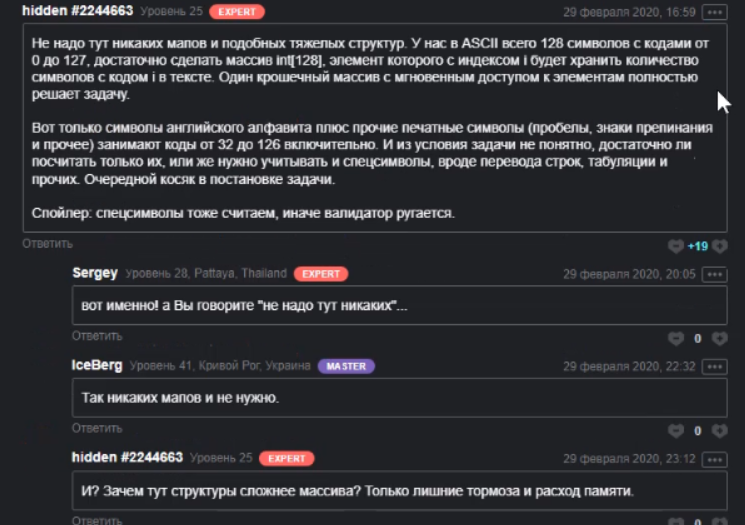 hidden #2244663 Уровень 25 EXPERT 29 февраля 2020, 16:59
Не надо тут никаких мапов и подобных тяжелых структур. У нас в ASCII всего 128 символов с кодами от
0 до 127, достаточно сделать массив int[128], элемент которого с индексом i будет хранить количество
символов с кодом i в тексте. Один крошечный массив с мгновенным доступом к элементам полностью
решает задачу.
Вот только символы английского алфавита плюс прочие печатные символы (пробелы, знаки препинания
и прочее) занимают коды от 32 до 126 включительно. И из условия задачи не понятно, достаточно ли
посчитать только их, или же нужно учитывать и спецсимволы, вроде перевода строк, табуляции и
прочих. Очередной косяк в постановке задачи.
Спойлер: спецсимволы тоже считаем, иначе валидатор ругается.
Ответить +19
Sergey Уровень 28, Pattaya, Thailand EXPERT 29 февраля 2020, 20:05
вот именно! а Вы говорите "не надо тут никаких"...
Ответить 0
IceBerg Уровень 41, Кривой Рог, Украина MASTER 29 февраля 2020, 22:32
Так никаких мапов и не нужно.
Ответить 0
hidden #2244663 Уровень 25 EXPERT 29 февраля 2020, 23:12
И? Зачем тут структуры сложнее массива? Только лишние тормоза и расход памяти.
Ответить 0